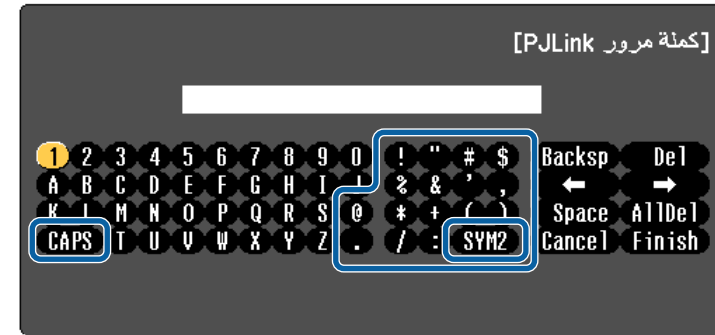 [كملة مرور PJLink]
1 2 3 4 5 6 7 8 9 0 ! " # $ Backsp Del
A B C D E F G H I J % & ' , ← →
K L M N O P Q R S @ * + ( ) Space AllDel
CAPS T U V W X Y Z . / : SYM2 Cancel Finish